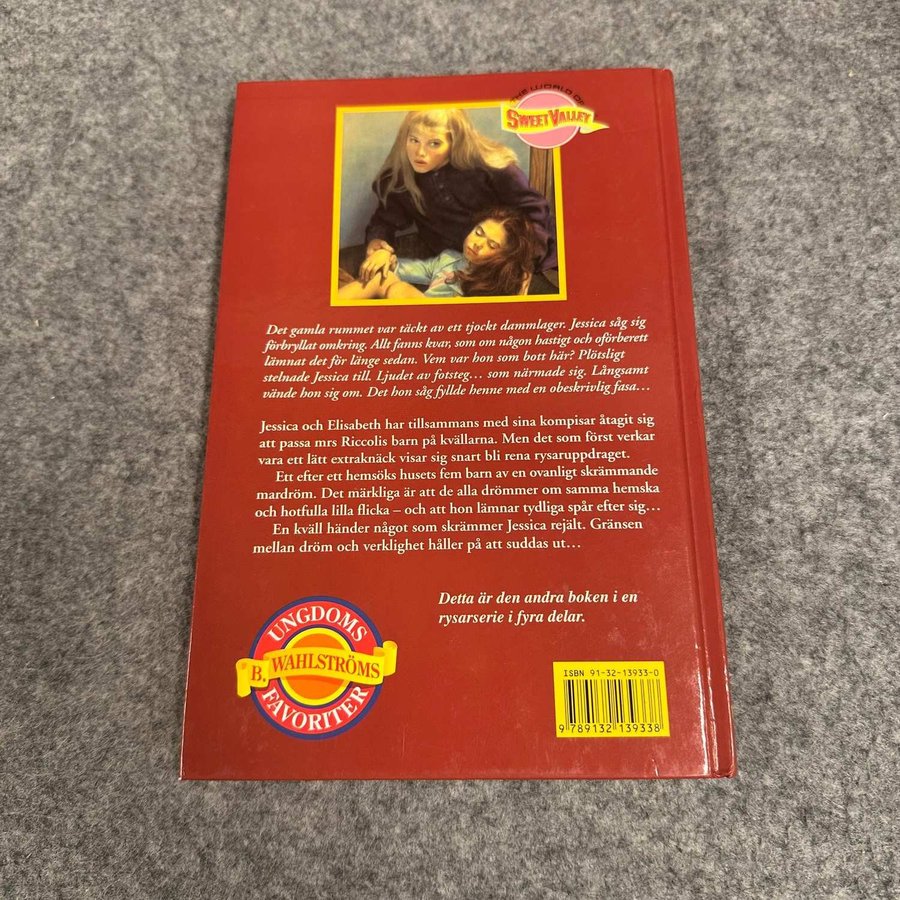 THE WORLD OF
SWEET VALLEY
Det gamla rummet var täckt av ett tjockt dammlager. Jessica såg sig
förbryllat omkring. Allt fanns kvar, som om någon hastigt och oförberett
lämnat det för länge sedan. Vem var hon som bott här? Plötsligt
stelnade Jessica till. Ljudet av fotsteg… som närmade sig. Långsamt
vände hon sig om. Det hon såg fyllde henne med en obeskrivlig fasa…
Jessica och Elisabeth har tillsammans med sina kompisar åtagit sig
att passa mrs Riccolis barn på kvällarna. Men det som först verkar
vara ett lätt extraknäck visar sig snart bli rena rysaruppdraget.
Ett efter ett hemsöks husets fem barn av en ovanligt skrämmande
mardröm. Det märkliga är att de alla drömmer om samma hemska
och hotfulla lilla flicka – och att hon lämnar tydliga spår efter sig…
En kväll händer något som skrämmer Jessica rejält. Gränsen
mellan dröm och verklighet håller på att suddas ut…
Detta är den andra boken i en
rysarserie i fyra delar.
UNGDOMS
B. WAHLSTRÖMS
FAVORITER
ISBN 91-32-13933-0
9 789132 139338